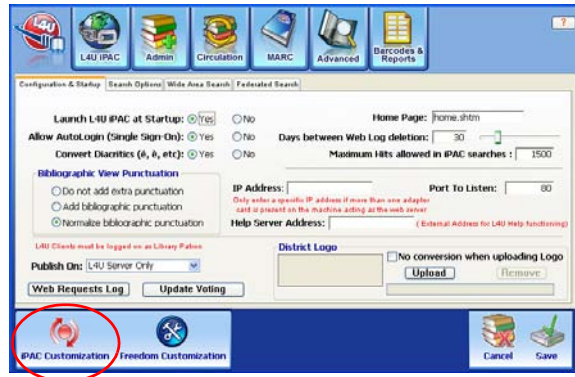 ?
L4U
L4U iPAC Admin Circulation MARC Advanced Barcodes & Reports
Configuration & Startup Search Options Wide Area Search Federated Search
Launch L4U iPAC at Startup: Yes No Home Page: home.shtm
Allow AutoLogin (Single Sign-On): Yes No Days between Web Log deletion: 30
Convert Diacritics (é, è, etc): Yes No Maximum Hits allowed in iPAC searches : 1500
Bibliographic View Punctuation
Do not add extra punctuation
Add bibliographic punctuation
Normalize bibliographic punctuation
IP Address: Port To Listen: 80
Only enter a specific IP address if more than one adapter
card is present on the machine acting as the web server
Help Server Address: (External Address for L4U Help functioning)
L4U Clients must be logged on as Library Patron
Publish On: L4U Server Only
Web Requests Log Update Voting
District Logo
No conversion when uploading Logo
Upload Remove
iPAC Customization Freedom Customization Cancel Save